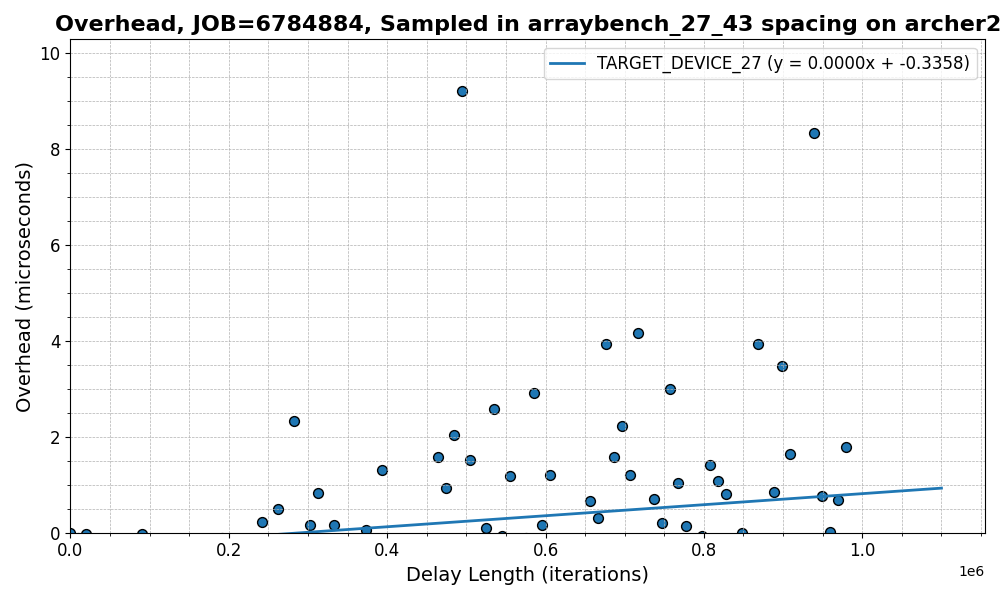 Overhead, JOB=6784884, Sampled in arraybench_27_43 spacing on archer2
TARGET_DEVICE_27 (y = 0.0000x + -0.3358)
Overhead (microseconds)
10
8
6
4
2
0
0.0 0.2 0.4 0.6 0.8 1.0
1e6
Delay Length (iterations)